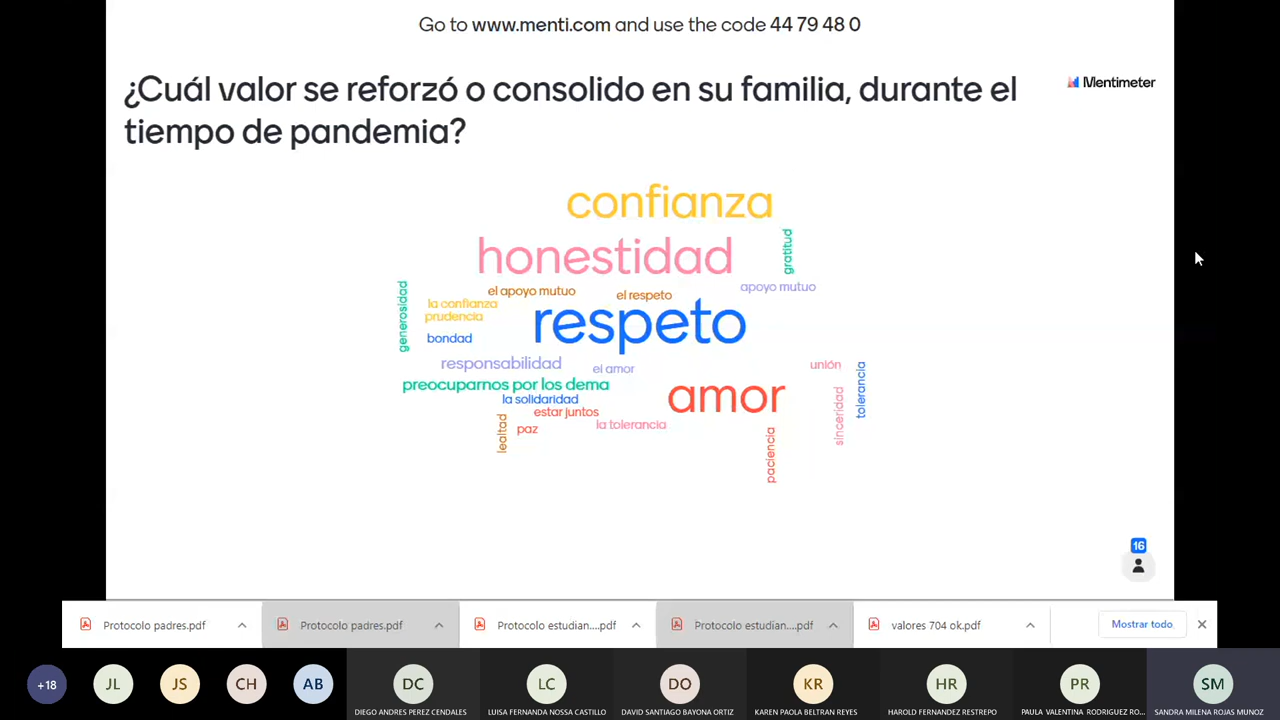 Go to www.menti.com and use the code 44 79 48 0
¿Cuál valor se reforzó o consolido en su familia, durante el
tiempo de pandemia?
Mentimeter
confianza
honestidad
gratitud
generosidad
el apoyo mutuo
el respeto
apoyo mutuo
la confianza
prudencia
bondad
respeto
responsabilidad
el amor
unión
tolerancia
preocuparnos por los dema
amor
la solidaridad
estar juntos
sinceridad
lealtad
paz
la tolerancia
paciencia
16
Protocolo padres.pdf
Protocolo padres.pdf
Protocolo estudian....pdf
Protocolo estudian....pdf
valores 704 ok.pdf
Mostrar todo
+18
JL
JS
CH
AB
DC
LC
DO
KR
HR
PR
SM
DIEGO ANDRES PEREZ CENDALES
LUISA FERNANDA NOSSA CASTILLO
DAVID SANTIAGO BAYONA ORTIZ
KAREN PAOLA BELTRAN REYES
HAROLD FERNANDEZ RESTREPO
PAULA VALENTINA RODRIGUEZ RO...
SANDRA MILENA ROJAS MUNOZ